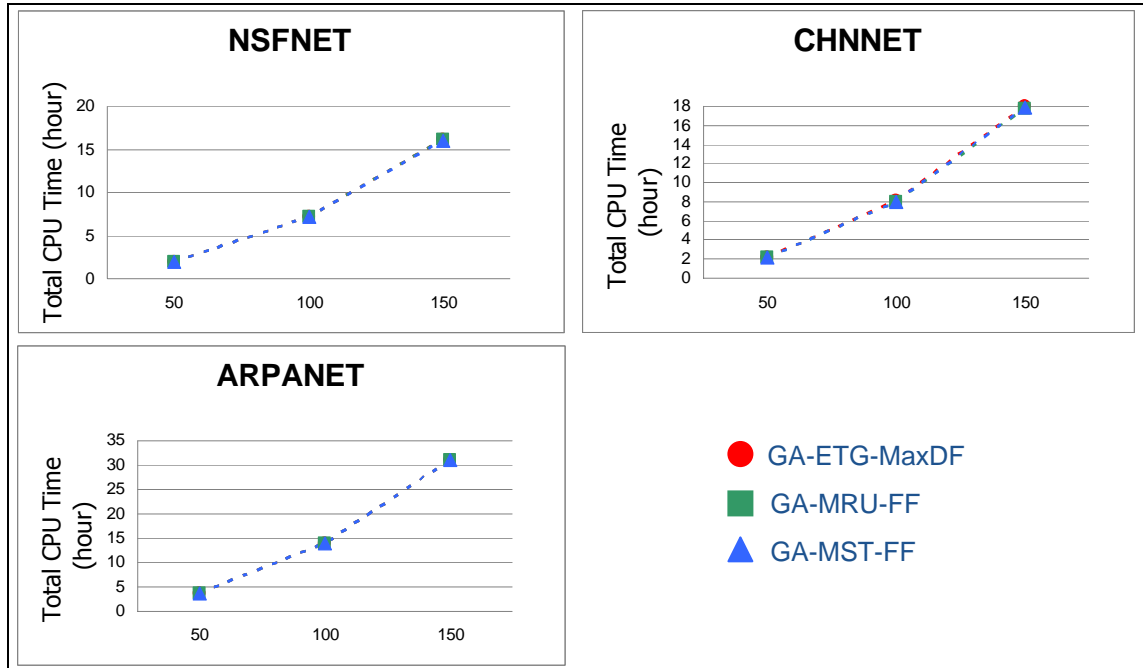 NSFNET
Total CPU Time (hour)
20
15
10
5
0
50 100 150
CHNNET
Total CPU Time
(hour)
18
16
14
12
10
8
6
4
2
0
50 100 150
ARPANET
Total CPU Time
(hour)
35
30
25
20
15
10
5
0
50 100 150
GA-ETG-MaxDF
GA-MRU-FF
GA-MST-FF